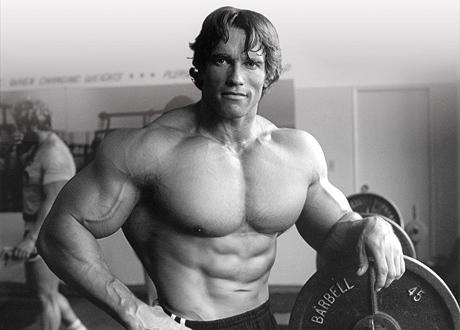 WHEN CHANGING WEIGHTS ★ ★ ★
BARBELL
45